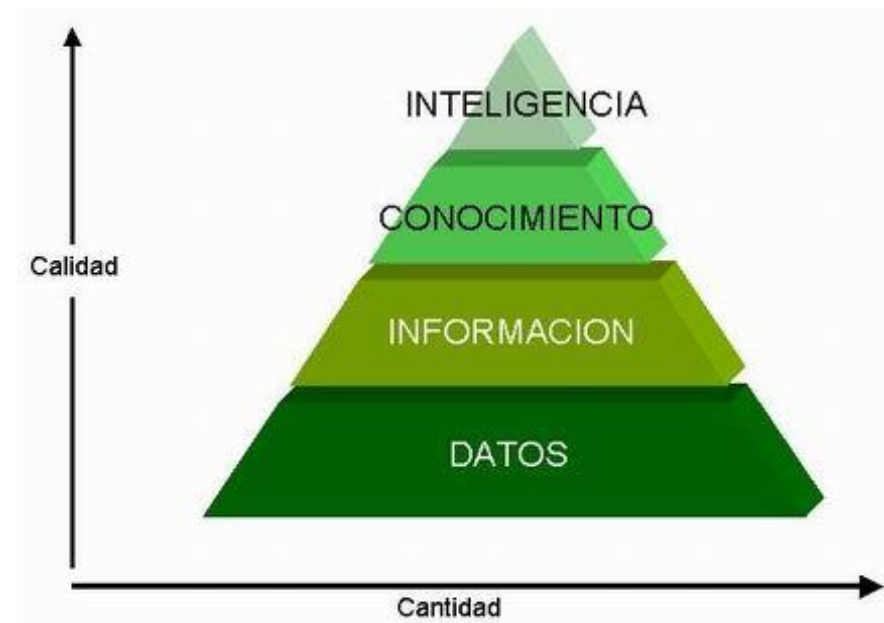 INTELIGENCIA
CONOCIMIENTO
Calidad
INFORMACION
DATOS
Cantidad